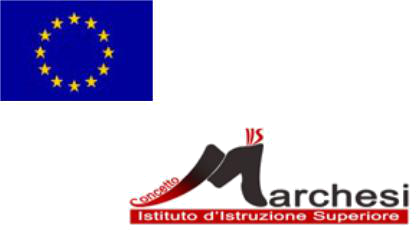 IIS
Concetto Marchesi
Istituto d'Istruzione Superiore